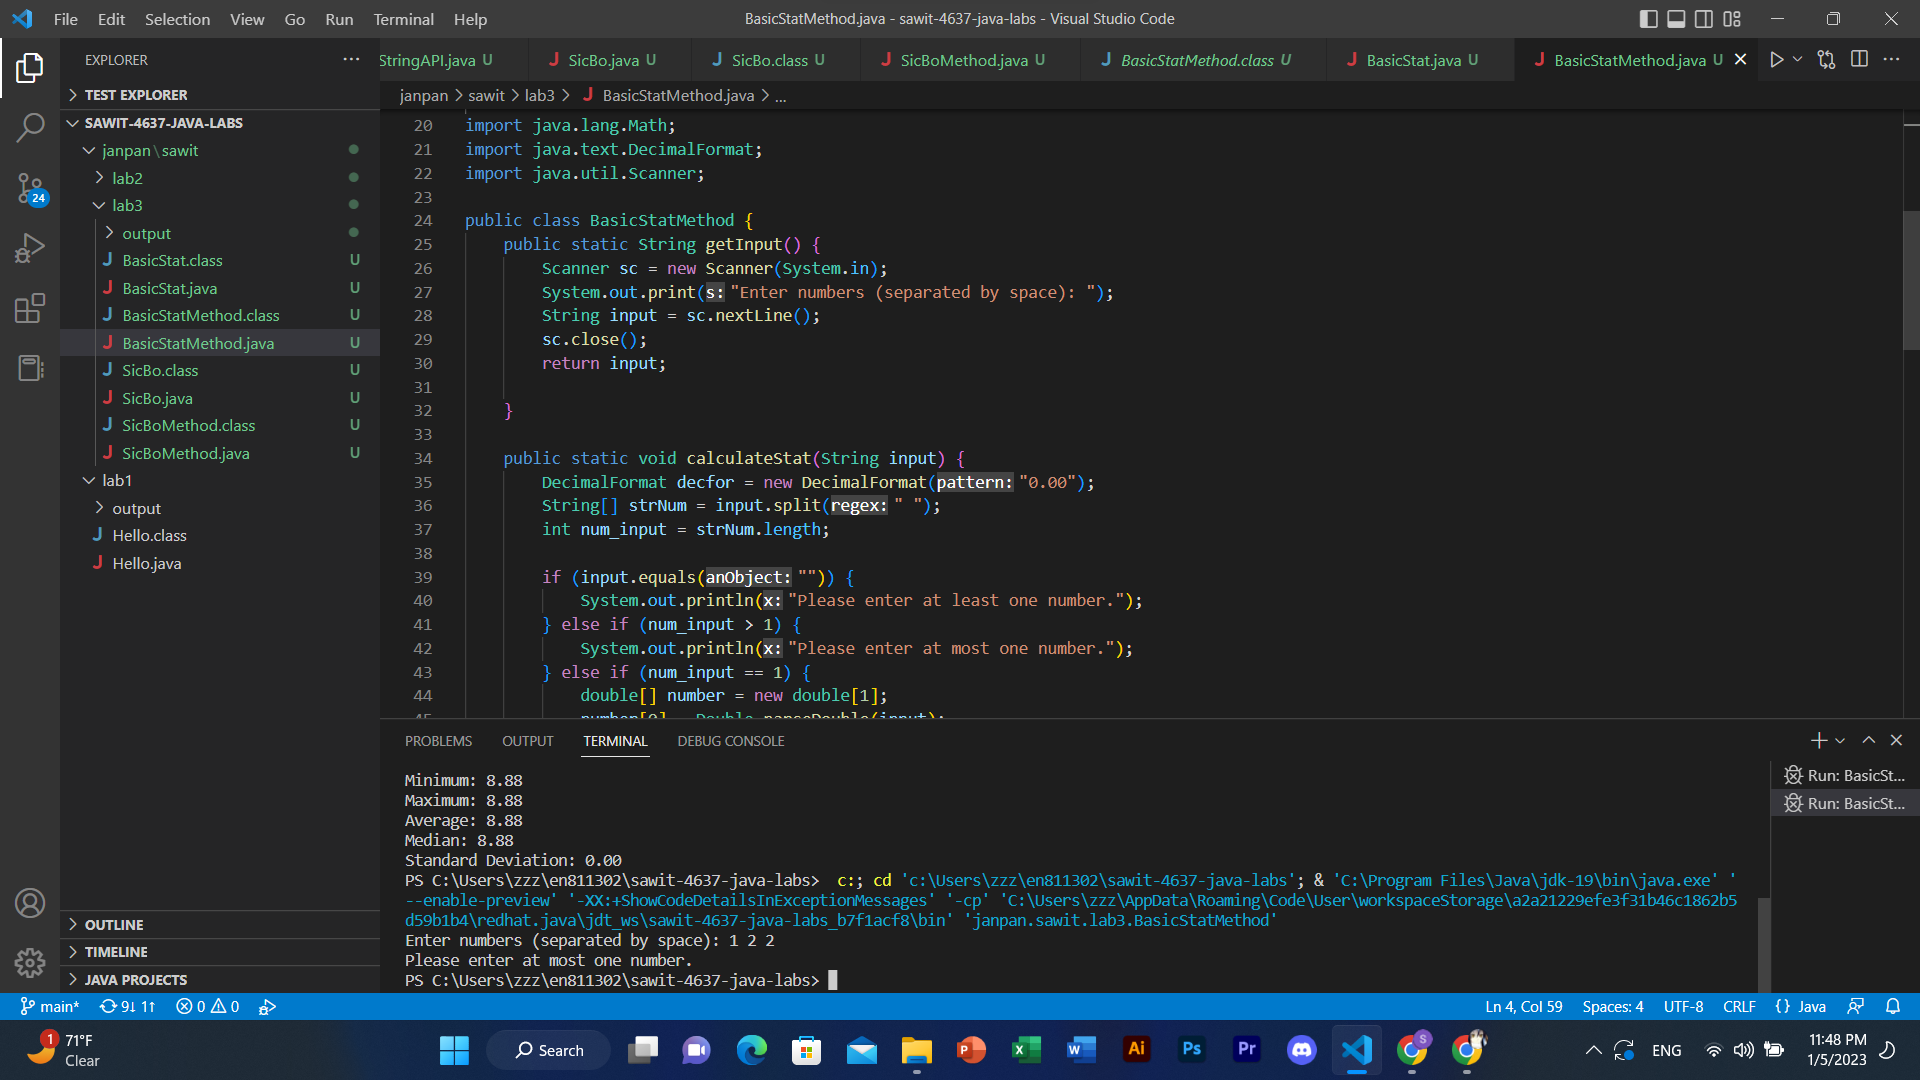 File Edit Selection View Go Run Terminal Help
BasicStatMethod.java - sawit-4637-java-labs - Visual Studio Code
EXPLORER
StringAPI.java U
SicBo.java U
SicBo.class U
SicBoMethod.java U
BasicStatMethod.class U
BasicStat.java U
BasicStatMethod.java U
TEST EXPLORER
SAWIT-4637-JAVA-LABS
janpan\sawit
lab2
lab3
output
BasicStat.class U
BasicStat.java U
BasicStatMethod.class U
BasicStatMethod.java U
SicBo.class U
SicBo.java U
SicBoMethod.class U
SicBoMethod.java U
lab1
output
Hello.class
Hello.java
OUTLINE
TIMELINE
JAVA PROJECTS
24
janpan > sawit > lab3 > BasicStatMethod.java > ...
20 import java.lang.Math;
21 import java.text.DecimalFormat;
22 import java.util.Scanner;
23
24 public class BasicStatMethod {
25 public static String getInput() {
26 Scanner sc = new Scanner(System.in);
27 System.out.print(s: "Enter numbers (separated by space): ");
28 String input = sc.nextLine();
29 sc.close();
30 return input;
31
32 }
33
34 public static void calculateStat(String input) {
35 DecimalFormat decfor = new DecimalFormat(pattern: "0.00");
36 String[] strNum = input.split(regex: " ");
37 int num_input = strNum.length;
38
39 if (input.equals(anObject: "")) {
40 System.out.println(x: "Please enter at least one number.");
41 } else if (num_input > 1) {
42 System.out.println(x: "Please enter at most one number.");
43 } else if (num_input == 1) {
44 double[] number = new double[1];
45 number[0] = Double.parseDouble(input);
PROBLEMS OUTPUT TERMINAL DEBUG CONSOLE
Minimum: 8.88
Maximum: 8.88
Average: 8.88
Median: 8.88
Standard Deviation: 0.00
PS C:\Users\zzz\en811302\sawit-4637-java-labs> c:; cd 'c:\Users\zzz\en811302\sawit-4637-java-labs'; & 'C:\Program Files\Java\jdk-19\bin\java.exe' '
--enable-preview' '-XX:+ShowCodeDetailsInExceptionMessages' '-cp' 'C:\Users\zzz\AppData\Roaming\Code\User\workspaceStorage\a2a21229efe3f31b46c1862b5
d59b1b4\redhat.java\jdt_ws\sawit-4637-java-labs_b7f1acf8\bin' 'janpan.sawit.lab3.BasicStatMethod'
Enter numbers (separated by space): 1 2 2
Please enter at most one number.
PS C:\Users\zzz\en811302\sawit-4637-java-labs>
Run: BasicSt...
Run: BasicSt...
main* 9↓ 1↑ 0 0
Ln 4, Col 59 Spaces: 4 UTF-8 CRLF {} Java
1
71°F
Clear
Search
P X W Ai Ps Pr S
ENG
11:48 PM
1/5/2023